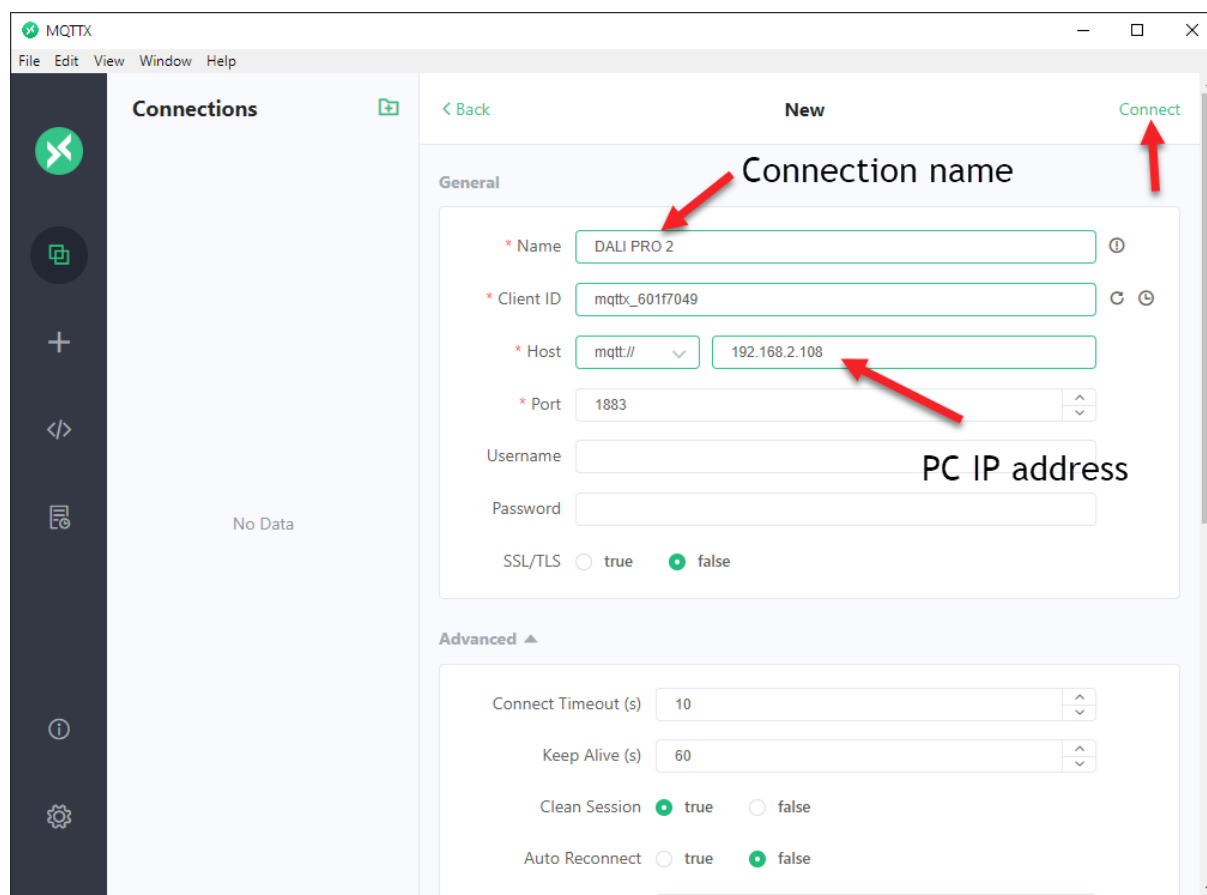 MQTTX
File Edit View Window Help
Connections
< Back
New
Connect
Connection name
General
* Name DALI PRO 2
* Client ID mqttx_601f7049
* Host mqtt:// 192.168.2.108
* Port 1883
Username
PC IP address
Password
No Data
SSL/TLS true false
Advanced
Connect Timeout (s) 10
Keep Alive (s) 60
Clean Session true false
Auto Reconnect true false